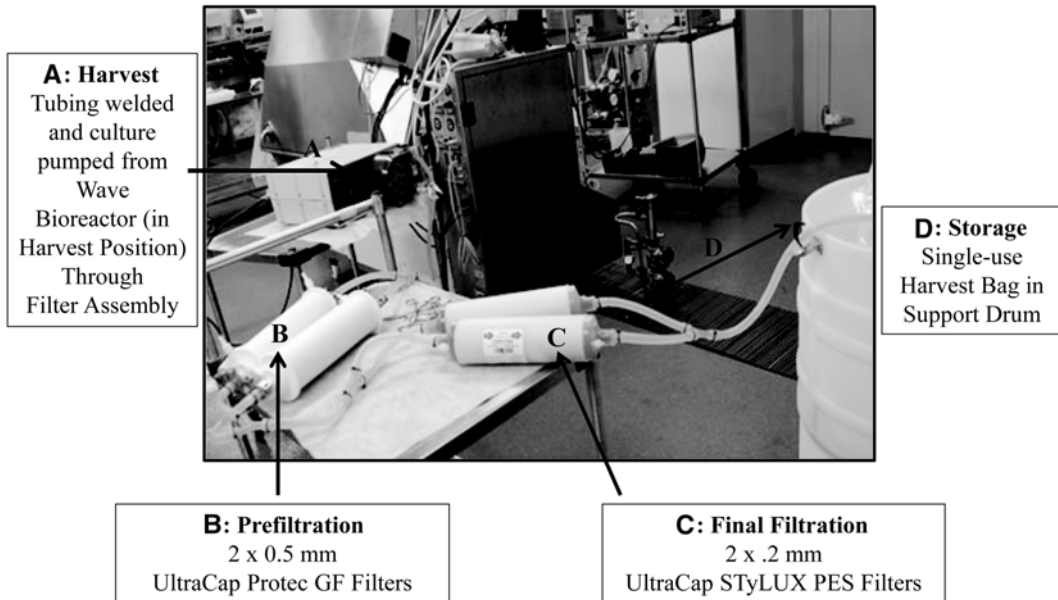 A: Harvest
Tubing welded
and culture
pumped from
Wave
Bioreactor (in
Harvest Position)
Through
Filter Assembly
A
B
C
D
D: Storage
Single-use
Harvest Bag in
Support Drum
B: Prefiltration
2 x 0.5 mm
UltraCap Protec GF Filters
C: Final Filtration
2 x .2 mm
UltraCap STyLUX PES Filters